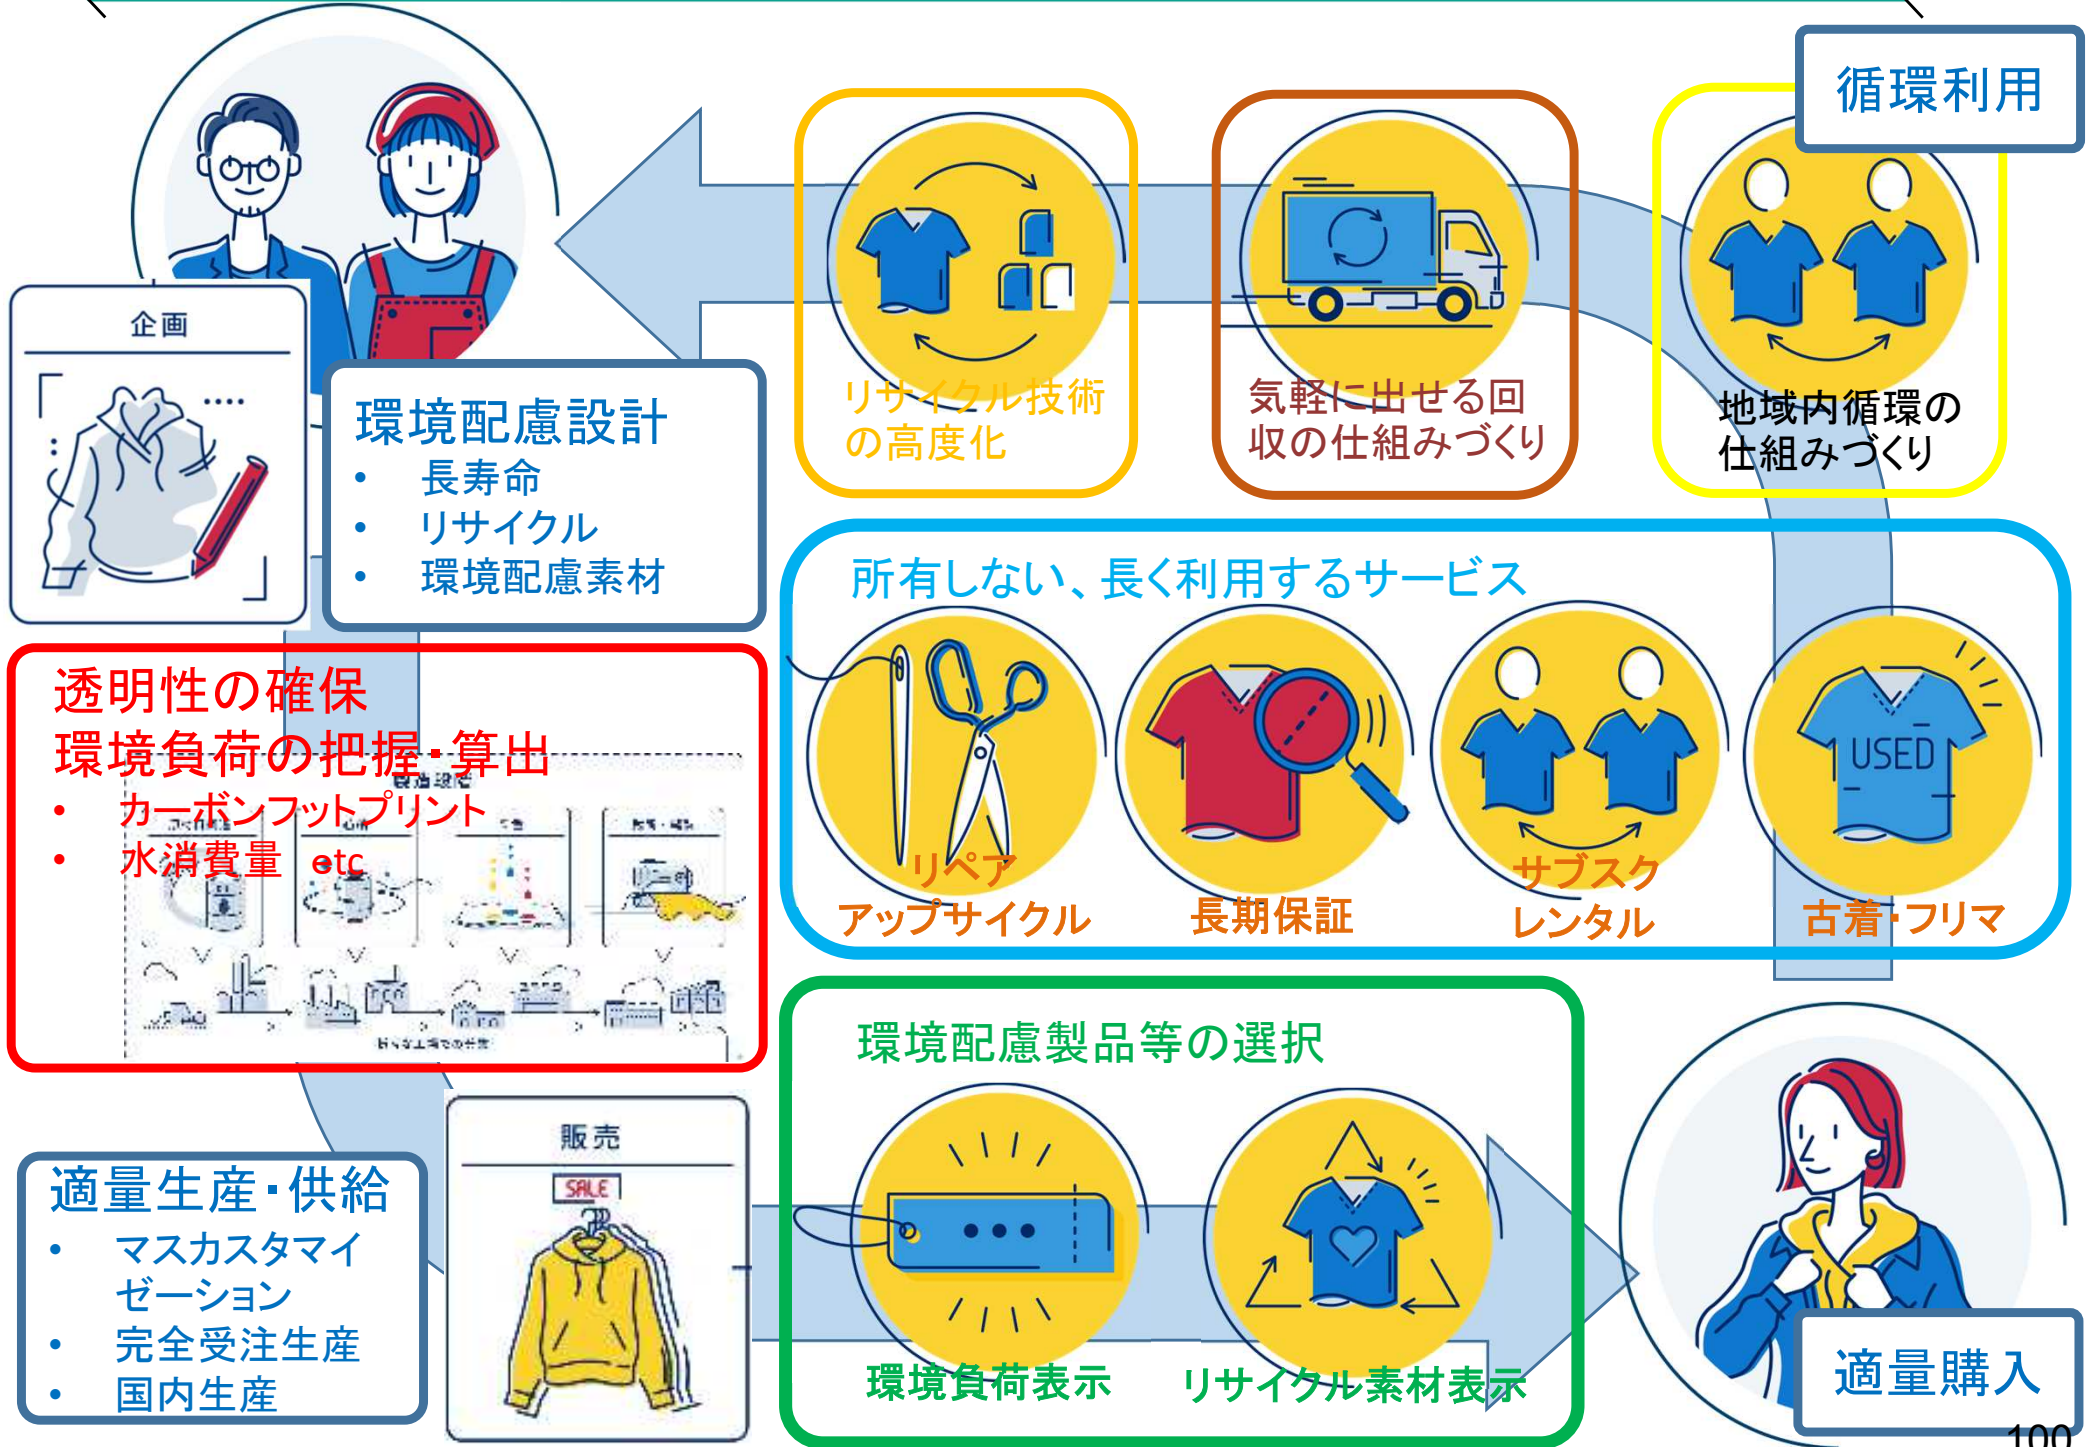 循環利用
企画
環境配慮設計
• 長寿命
• リサイクル
• 環境配慮素材
リサイクル技術
の高度化
気軽に出せる回
収の仕組みづくり
地域内循環の
仕組みづくり
所有しない、長く利用するサービス
USED
リペア
アップサイクル
長期保証
サブスク
レンタル
古着・フリマ
透明性の確保
環境負荷の把握・算出
• カーボンフットプリント
• 水消費量 etc
適量生産・供給
• マスカスタマイ
ゼーション
• 完全受注生産
• 国内生産
販売
SALE
環境配慮製品等の選択
環境負荷表示
リサイクル素材表示
適量購入
100